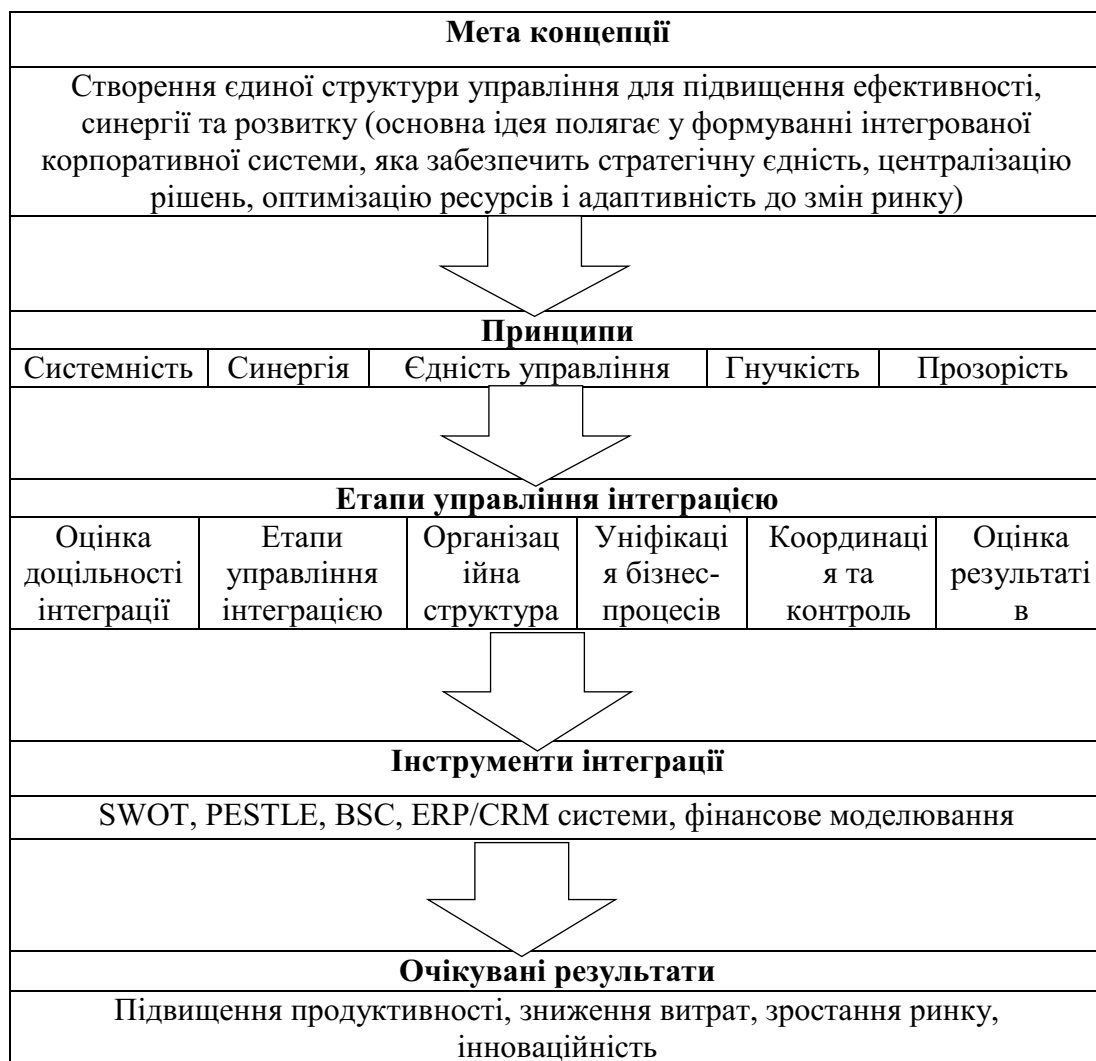 Мета концепції
Створення єдиної структури управління для підвищення ефективності,
синергії та розвитку (основна ідея полягає у формуванні інтегрованої
корпоративної системи, яка забезпечить стратегічну єдність, централізацію
рішень, оптимізацію ресурсів і адаптивність до змін ринку)
Принципи
Системність Синергія Єдність управління Гнучкість Прозорість
Етапи управління інтеграцією
Оцінка
доцільності
інтеграції
Етапи
управління
інтеграцією
Організац
ійна
структура
Уніфікаці
я бізнес-
процесів
Координаці
я та
контроль
Оцінка
результаті
в
Інструменти інтеграції
SWOT, PESTLE, BSC, ERP/CRM системи, фінансове моделювання
Очікувані результати
Підвищення продуктивності, зниження витрат, зростання ринку,
інноваційність